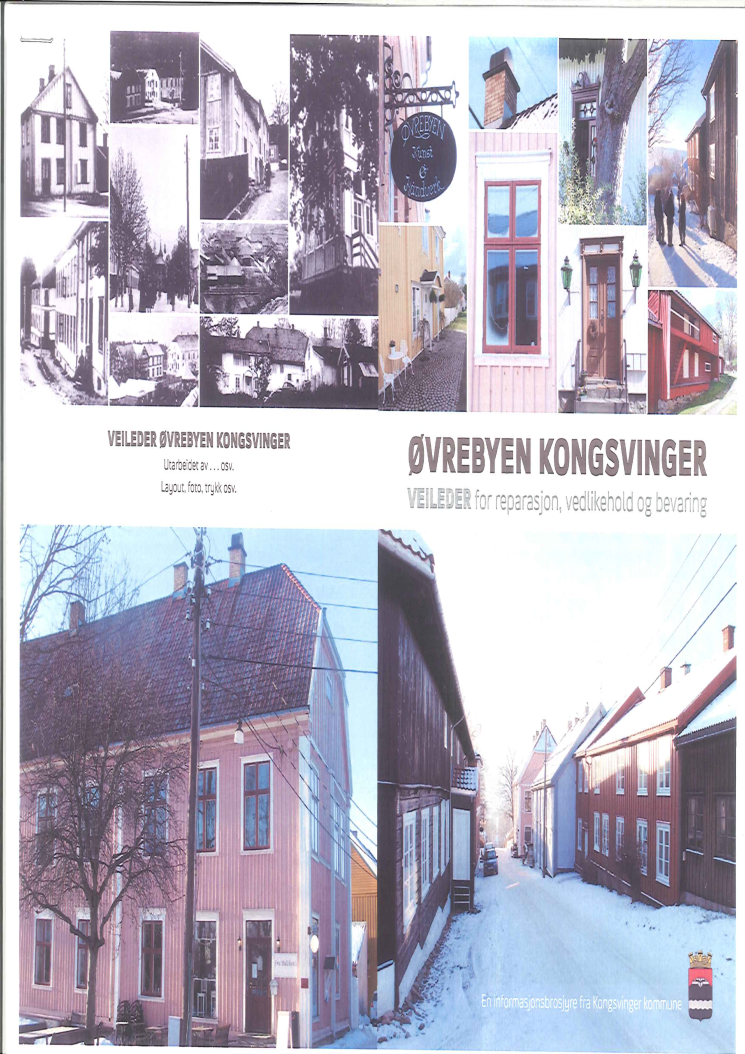 ØVREBYEN
Kunst
&
Håndverk
VEILEDER ØVREBYEN KONGSVINGER
Utarbeidet av . . . osv.
Layout, foto, trykk osv.
ØVREBYEN KONGSVINGER
VEILEDER for reparasjon, vedlikehold og bevaring
En informasjonsbrosjyre fra Kongsvinger kommune